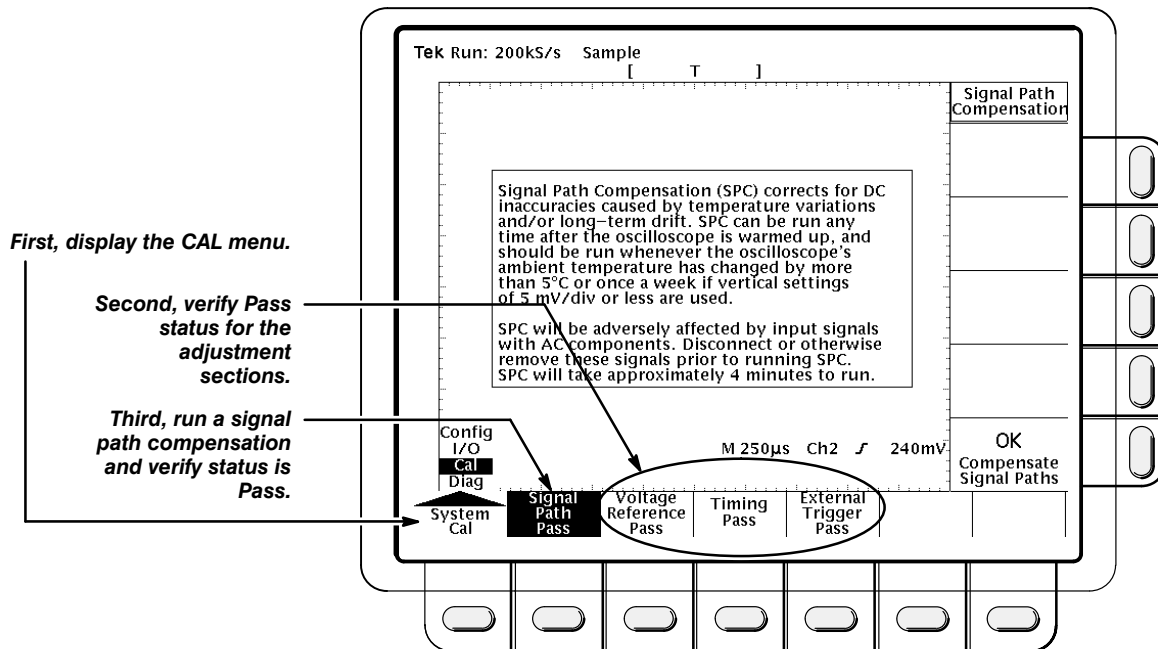 Tek Run: 200kS/s Sample
[ T ]
Signal Path
Compensation
Signal Path Compensation (SPC) corrects for DC
inaccuracies caused by temperature variations
and/or long–term drift. SPC can be run any
time after the oscilloscope is warmed up, and
should be run whenever the oscilloscope's
ambient temperature has changed by more
than 5°C or once a week if vertical settings
of 5 mV/div or less are used.
SPC will be adversely affected by input signals
with AC components. Disconnect or otherwise
remove these signals prior to running SPC.
SPC will take approximately 4 minutes to run.
First, display the CAL menu.
Second, verify Pass
status for the
adjustment
sections.
Third, run a signal
path compensation
and verify status is
Pass.
Config
I/O
Cal
Diag
M 250µs Ch2 ƒ 240mV
OK
Compensate
Signal Paths
System
Cal
Signal
Path
Pass
Voltage
Reference
Pass
Timing
Pass
External
Trigger
Pass